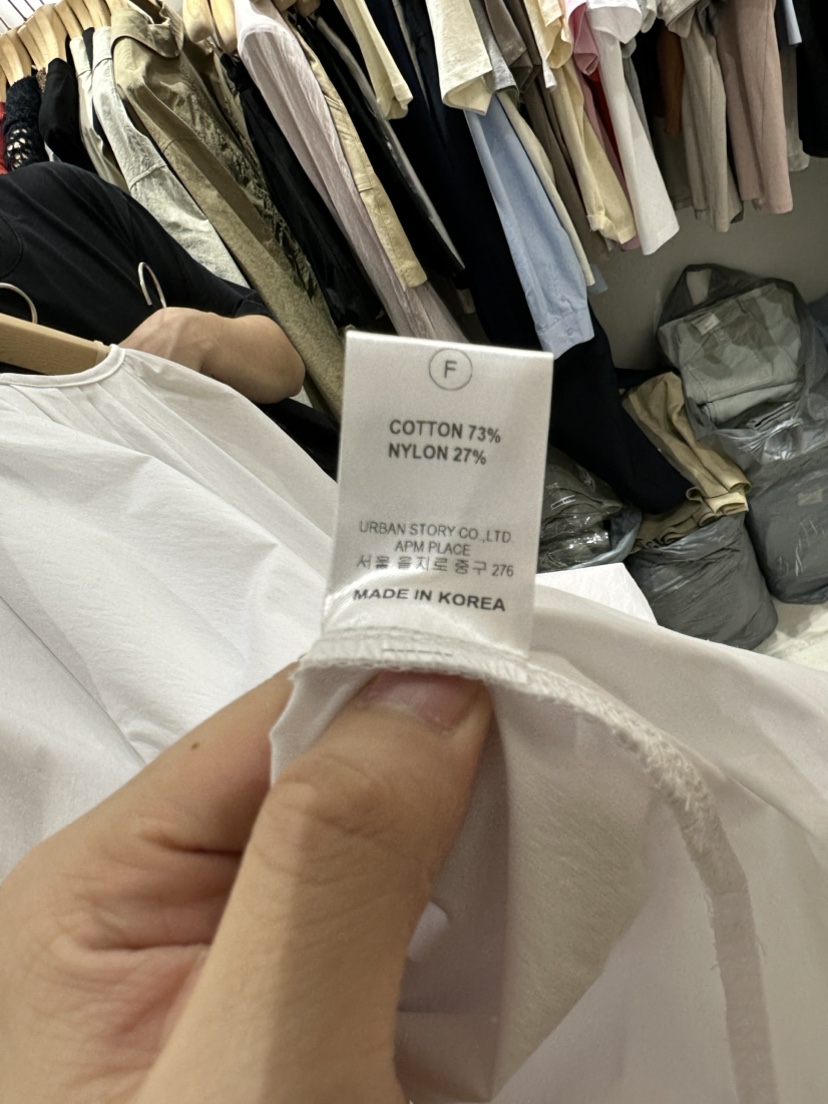 F
COTTON 73%
NYLON 27%
URBAN STORY CO.,LTD.
APM PLACE
서울 을지로 중구 276
MADE IN KOREA